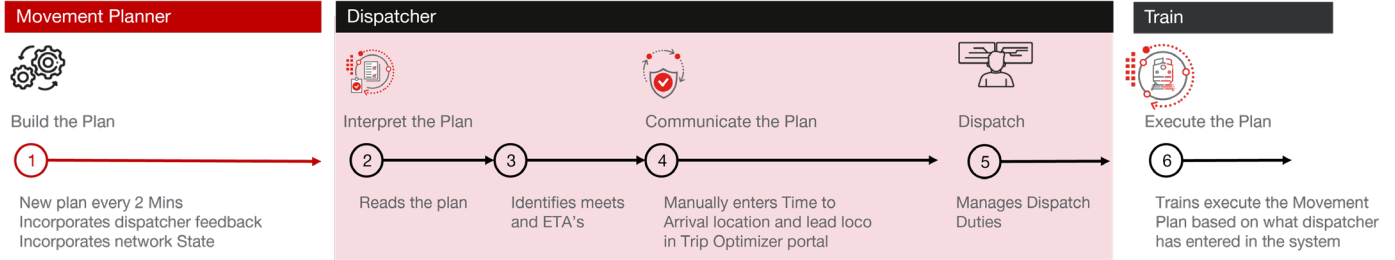 Movement Planner
Dispatcher
Train
Build the Plan
Interpret the Plan
Communicate the Plan
Dispatch
Execute the Plan
1
2
3
4
5
6
New plan every 2 Mins
Incorporates dispatcher feedback
Incorporates network State
Reads the plan
Identifies meets
and ETA's
Manually enters Time to
Arrival location and lead loco
in Trip Optimizer portal
Manages Dispatch
Duties
Trains execute the Movement
Plan based on what dispatcher
has entered in the system